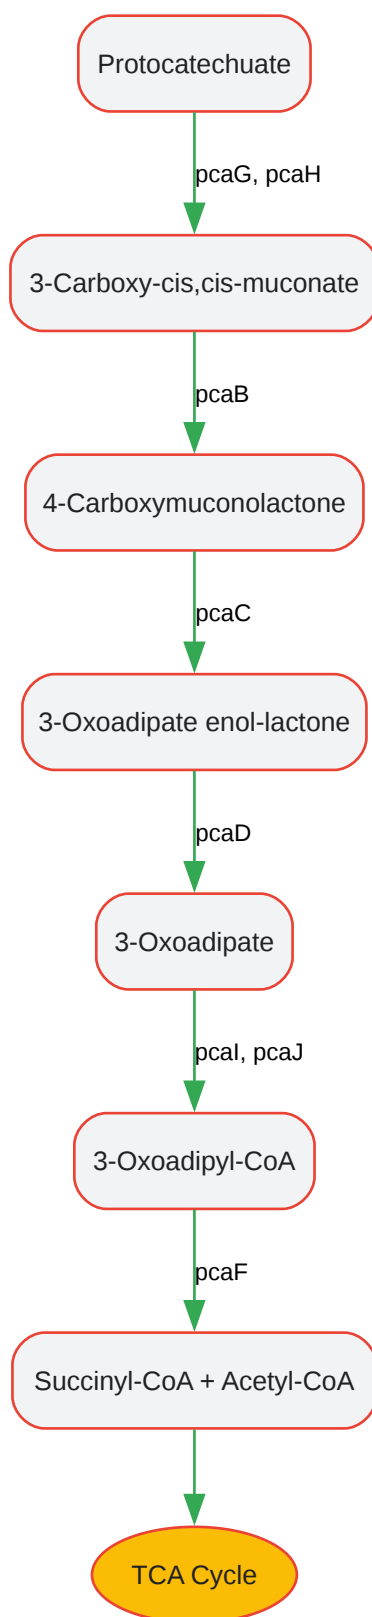 Protocatechuate
pcaG, pcaH
3-Carboxy-cis,cis-muconate
pcaB
4-Carboxymuconolactone
pcaC
3-Oxoadipate enol-lactone
pcaD
3-Oxoadipate
pcaI, pcaJ
3-Oxoadipyl-CoA
pcaF
Succinyl-CoA + Acetyl-CoA
TCA Cycle